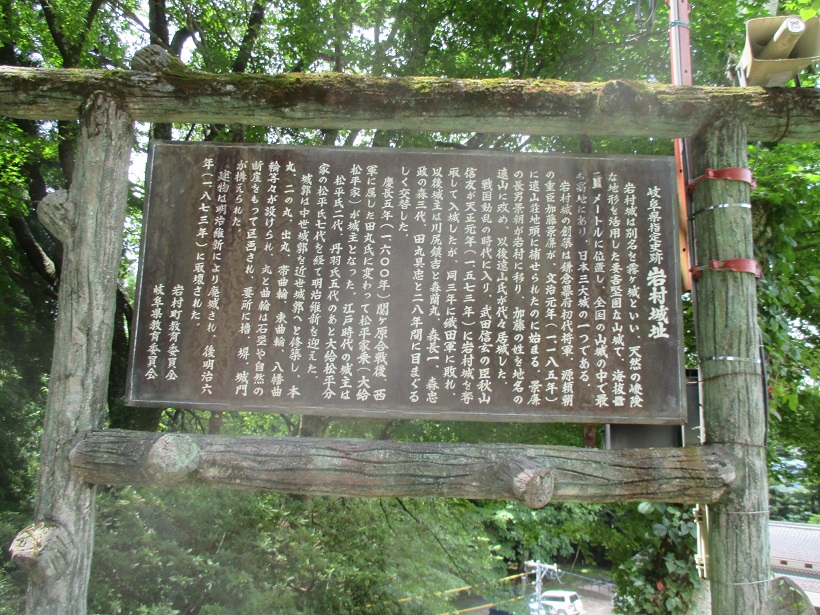 岐阜県指定史跡 岩村城址
岩村城は別名を霧ヶ城といい、天然の峻険
な地形を活用した要害堅固な山城で、海抜
メートルに位置し、全国の山城の中で最
も高地にあり、日本三大城の一つである。
岩村城の創築は鎌倉幕府初代将軍、源頼朝
の重臣加藤景廉が、文治元年(一一八五年)
に遠山荘地頭に補せられたのに始まる。景廉
の長男景朝が岩村に移り、加藤の姓を地名の
遠山に改め、以後遠山氏が代々居城した。
戦国動乱の時代に入り、武田信玄の臣秋山
信友が天正元年(一五七三年)に岩村城を奪
取して入城したが、同三年に織田軍に敗れ、
以後城主は川尻鎮吉、森蘭丸、森長一、森忠
政の森三代、田丸具忠と二八年間に目まぐる
しく交替した。
慶長五年(一六〇〇年)関ヶ原合戦後、西
軍に属した田丸氏に変わって松平家乗(大給
松平家)が城主となった。江戸時代の城主は
松平氏二代、丹羽氏五代のあと大給松平分
家の松平氏七代を経て明治維新を迎えた。
城郭は中世城郭を近世城郭へと修築し、本
丸、二の丸、出丸、帯曲輪、東曲輪、八幡曲
輪等々が設けられ、丸と曲輪は石塁や自然の
断崖をもって区画され、要所に櫓、塀、城門
が構えられた。
建物は明治維新により廃城され、後明治六
年(一八七三年)に取壊された。
岩村町教育委員会
岐阜県教育委員会